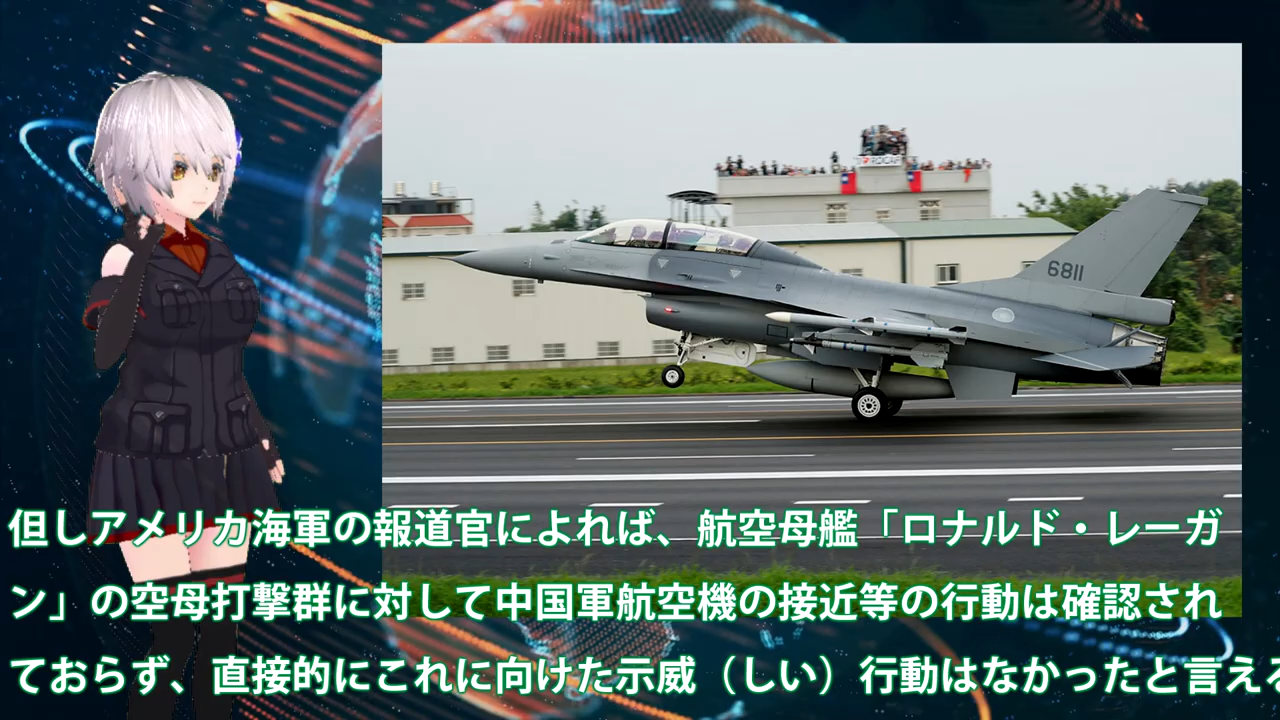 6811
但しアメリカ海軍の報道官によれば、航空母艦「ロナルド・レーガ
ン」の空母打撃群に対して中国軍航空機の接近等の行動は確認され
ておらず、直接的にこれに向けた示威（しい）行動はなかったと言える